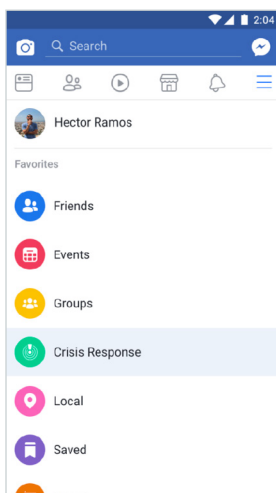 2:04
Search
Hector Ramos
Favorites
Friends
Events
Groups
Crisis Response
Local
Saved